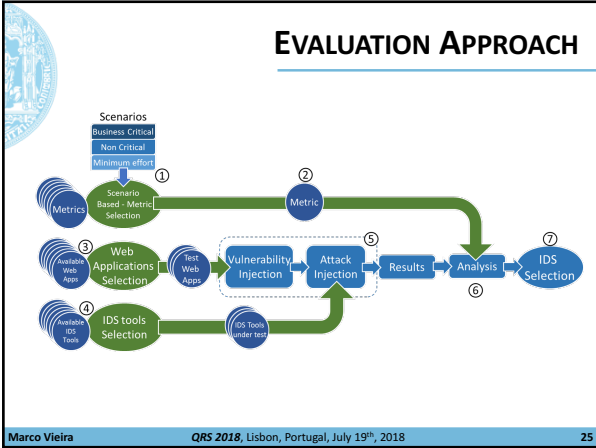 EVALUATION APPROACH
Scenarios
Business Critical
Non Critical
Minimum effort
①
②
Metrics
Scenario
Based - Metric
Selection
Metric
③
Available
Web
Apps
Web
Applications
Selection
Test
Web
Apps
Vulnerability
Injection
Attack
Injection
⑤
Results
Analysis
⑥
⑦
IDS
Selection
④
Available
IDS
Tools
IDS tools
Selection
IDS Tools
under test
Marco Vieira
QRS 2018, Lisbon, Portugal, July 19th, 2018
25